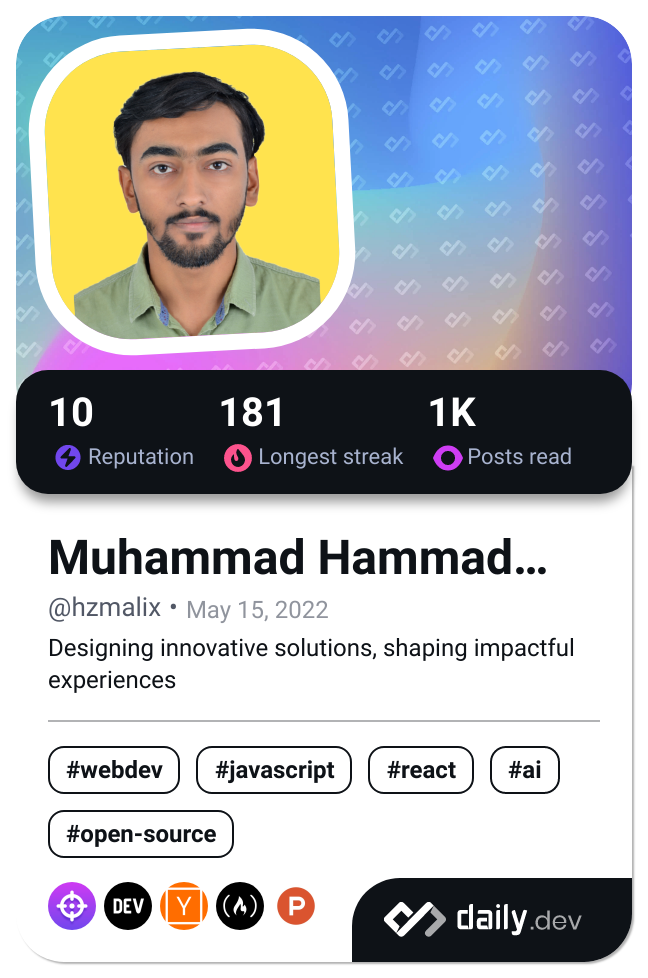 10 181 1K
Reputation Longest streak Posts read
Muhammad Hammad…
@hzmalix • May 15, 2022
Designing innovative solutions, shaping impactful
experiences
#webdev #javascript #react #ai
#open-source
DEV Y P
daily.dev